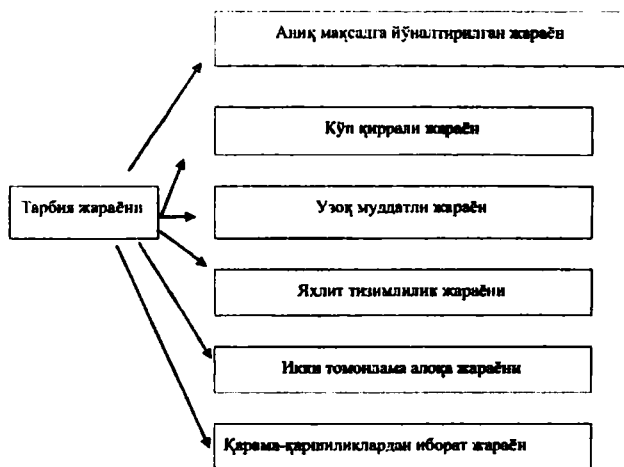 Аниқ мақсадга йўналтирилган жараён
Кўп қиррали жараён
Тарбия жараёни
Узоқ муддатли жараён
Яхлит тизимлилик жараёни
Икки томонлама алоқа жараёни
Қарама-қаршиликлардан иборат жараён